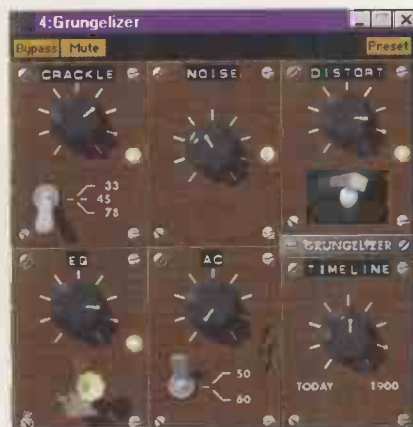 4:Grungelizer
Bypass Mute Preset
CRACKLE NOISE DISTORT
33
45
78
GRUNGELIZER
EQ AC TIMELINE
50
60
TODAY 1900